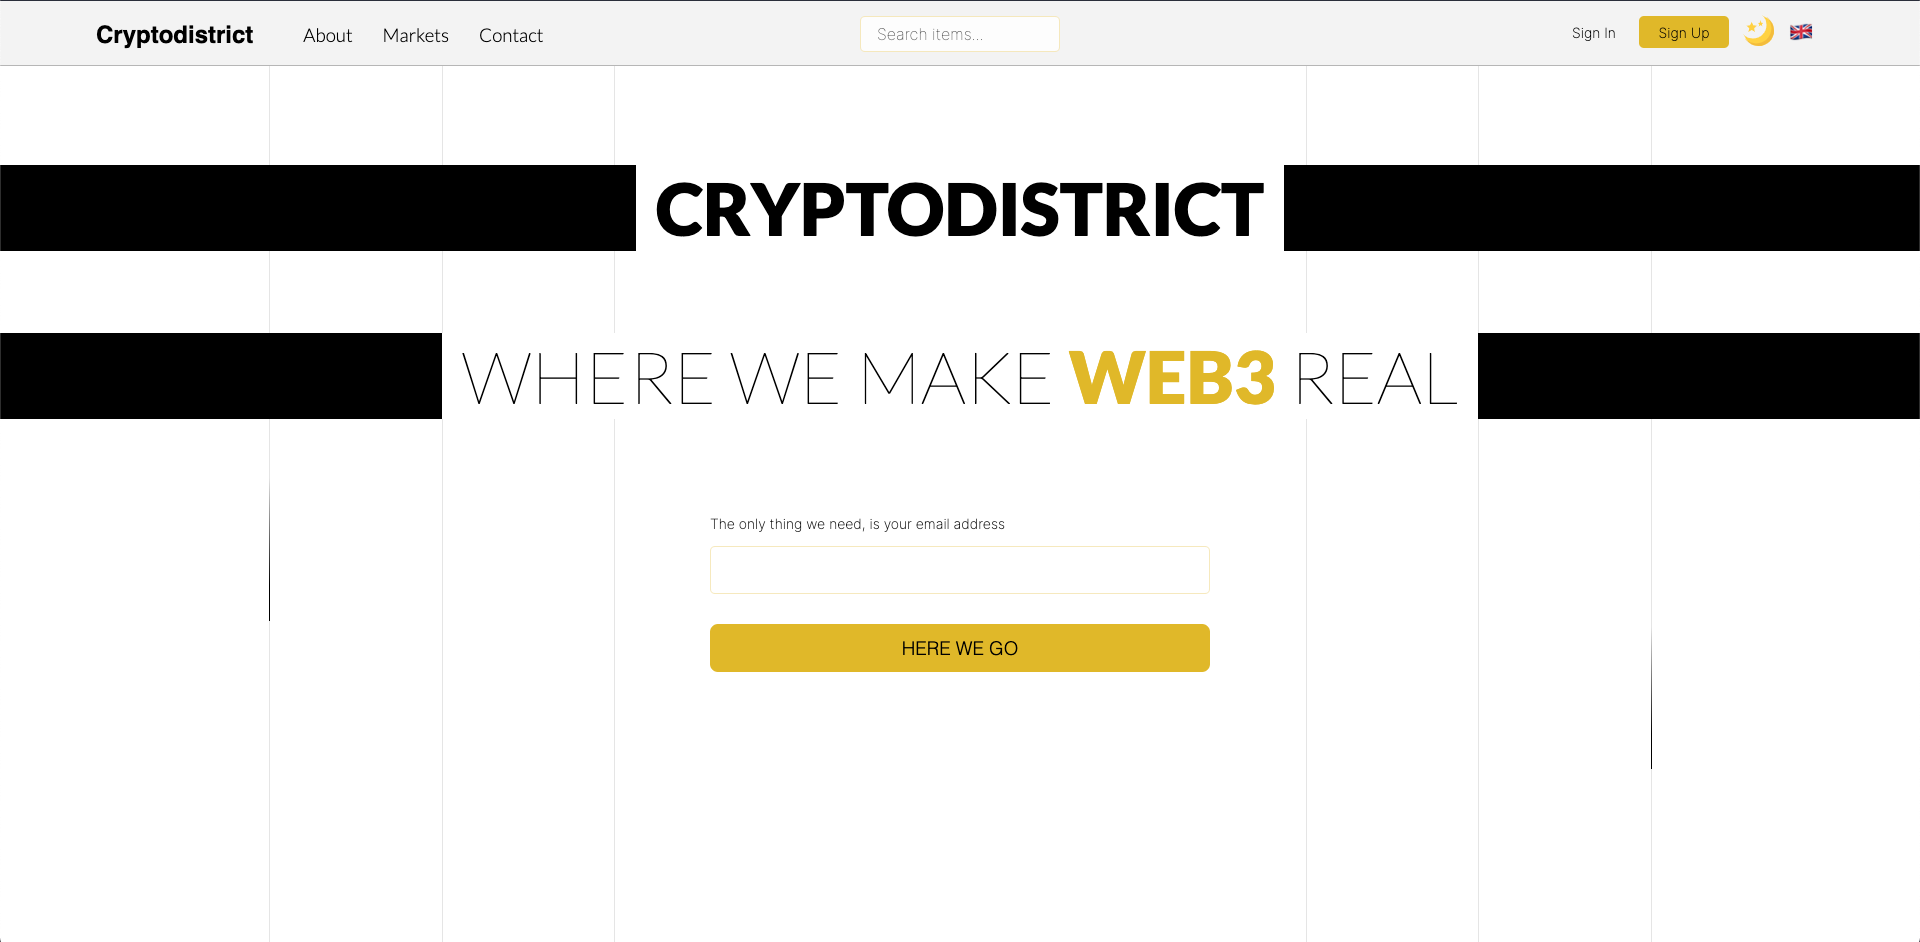 Cryptodistrict About Markets Contact Search items... Sign In Sign Up
CRYPTODISTRICT
WHERE WE MAKE WEB3 REAL
The only thing we need, is your email address
HERE WE GO